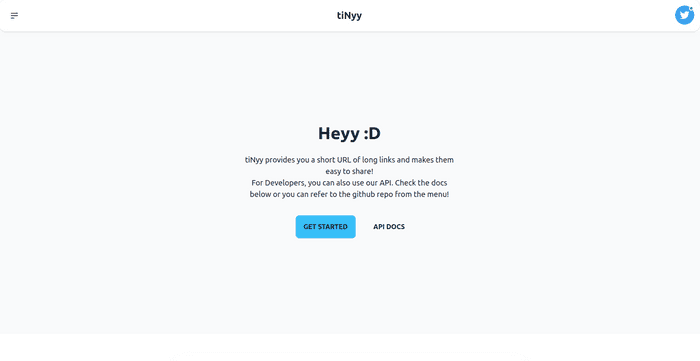 tiNyy
Heyy :D
tiNyy provides you a short URL of long links and makes them
easy to share!
For Developers, you can also use our API. Check the docs
below or you can refer to the github repo from the menu!
GET STARTED
API DOCS